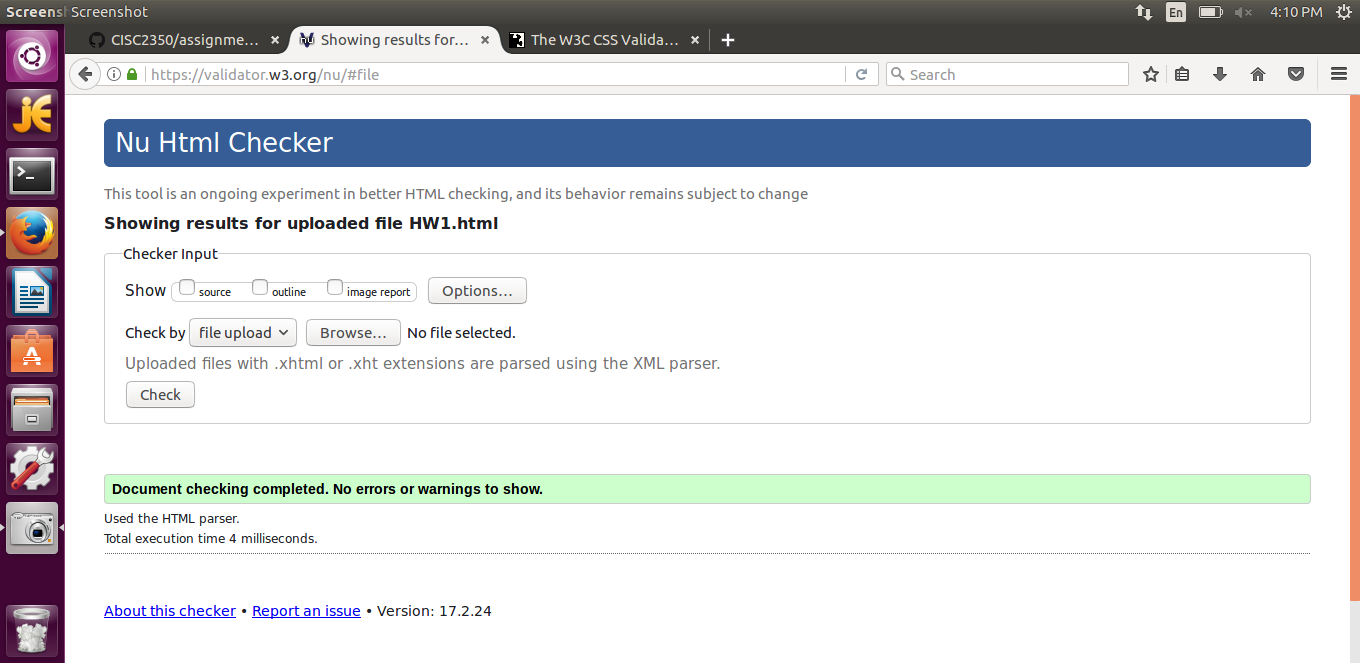 Screenshot Screenshot
En 4:10 PM
CISC2350/assignme... × Showing results for... × The W3C CSS Valida... × +
https://validator.w3.org/nu/#file Search
Nu Html Checker
This tool is an ongoing experiment in better HTML checking, and its behavior remains subject to change
Showing results for uploaded file HW1.html
Checker Input
Show source outline image report Options...
Check by file upload Browse... No file selected.
Uploaded files with .xhtml or .xht extensions are parsed using the XML parser.
Check
Document checking completed. No errors or warnings to show.
Used the HTML parser.
Total execution time 4 milliseconds.
About this checker • Report an issue • Version: 17.2.24